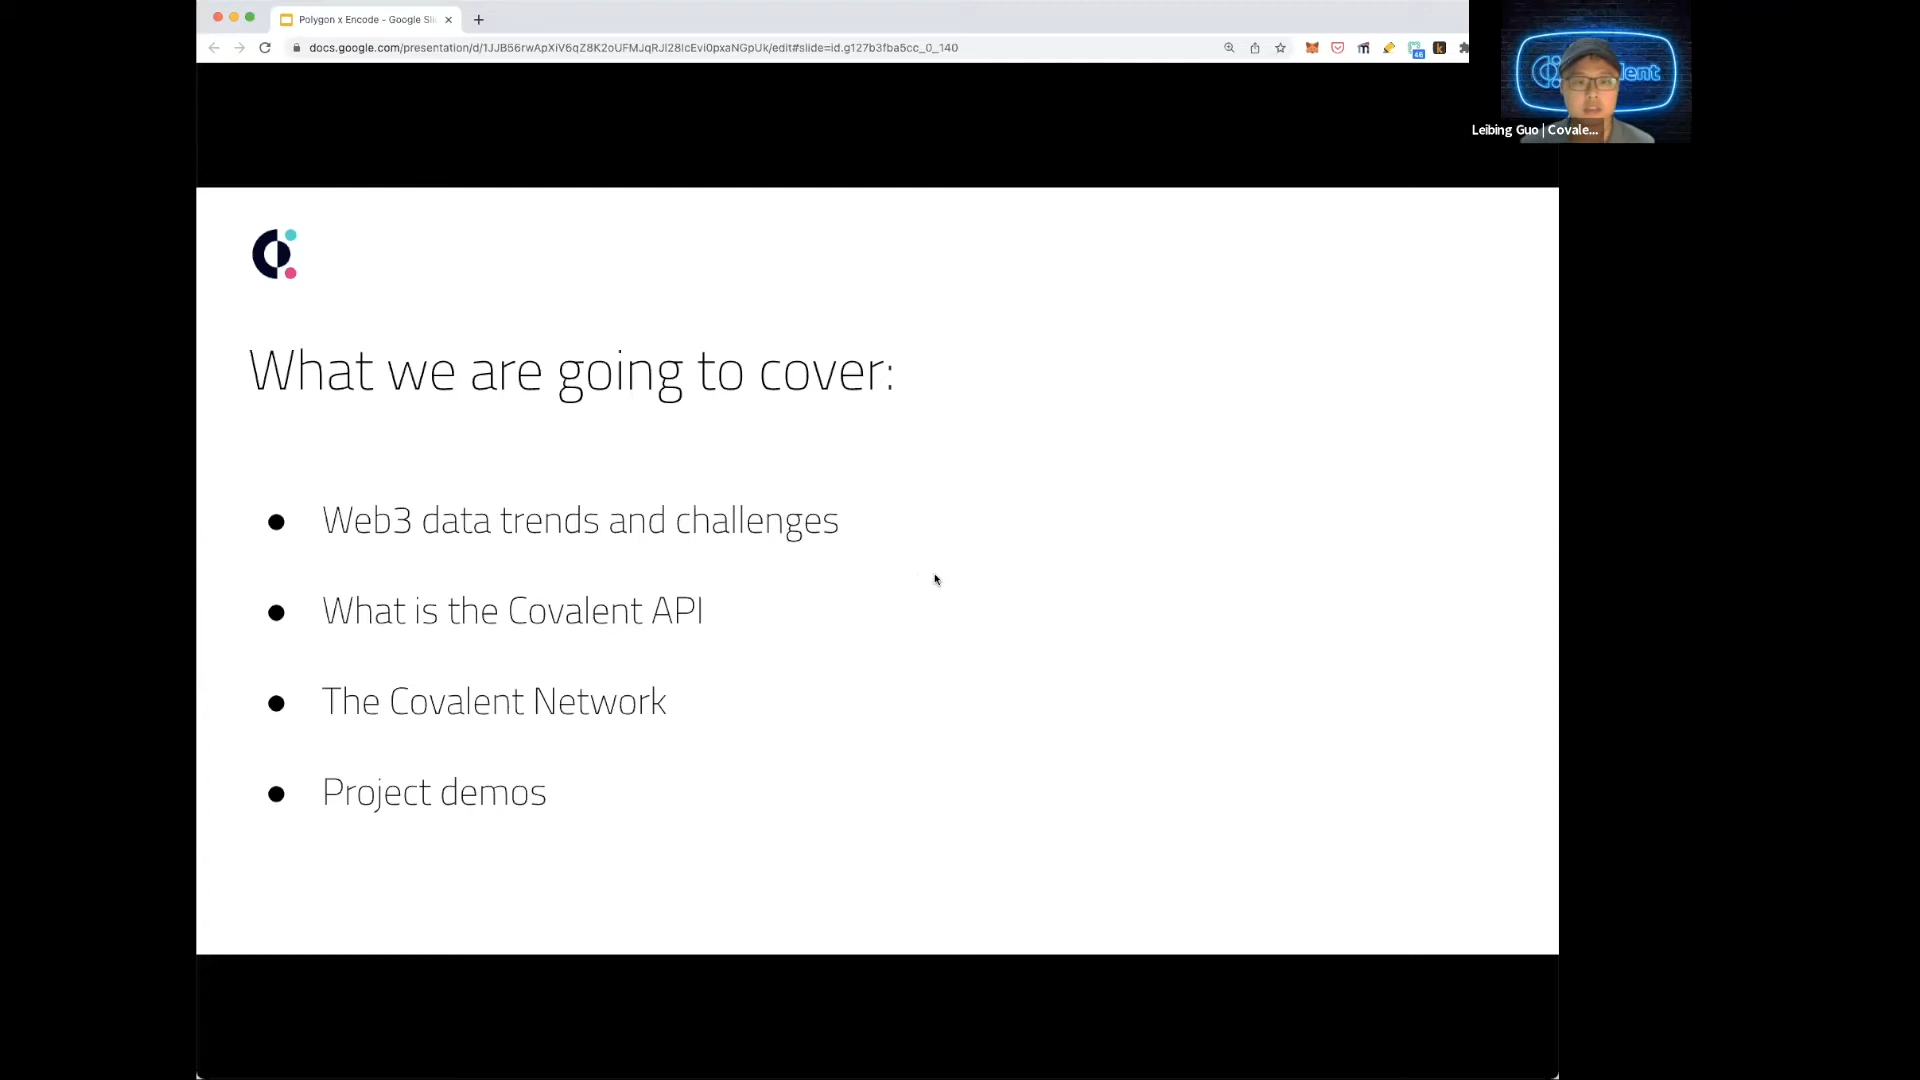 Polygon x Encode - Google Sli
docs.google.com/presentation/d/1JJB56rwApXiV6qZ8K2oUFMJqRJl28lcEvi0pxaNGpUk/edit#slide=id.g127b3fba5cc_0_140
Leibing Guo | Covale...
What we are going to cover:
● Web3 data trends and challenges
● What is the Covalent API
● The Covalent Network
● Project demos